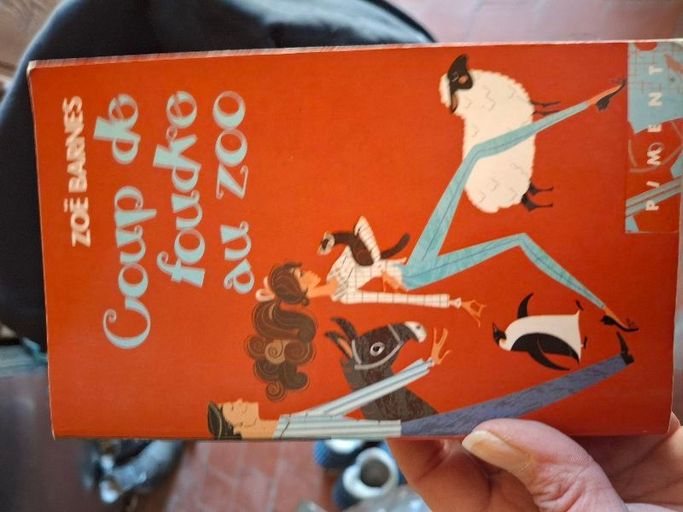 ZOË BARNES
Coup de
foudre
au zoo
PIMENT